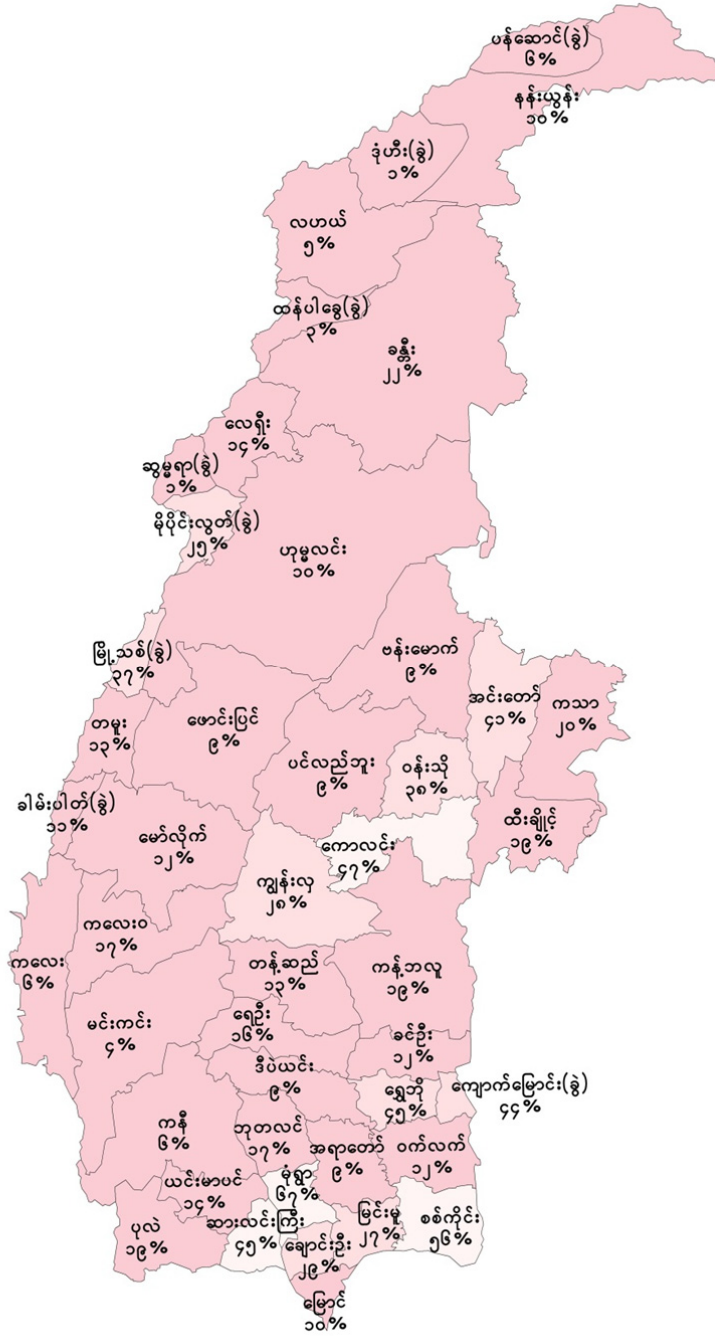 ပန်ဆောင်(ခွဲ)
၆%
နန်းယွန်း
၁၀%
ဒုံဟီး(ခွဲ)
၁%
လဟယ်
၅%
ထန်ပါခွေ(ခွဲ)
၃%
ခန္တီး
၂၂%
လေရှီး
၁၄%
ဆွမ္မရာ(ခွဲ)
၁%
မိုပိုင်းလွတ်(ခွဲ)
၂၅%
ဟုမ္မလင်း
၁၀%
မြို့သစ်(ခွဲ)
၃၇%
ဗန်းမောက်
၉%
အင်းတော်
၄၁%
ကသာ
၂၀%
တမူး
၁၃%
ဖောင်းပြင်
၉%
ပင်လည်ဘူး
၉%
ဝန်းသို
၃၈%
ခါမ်းပါတ်(ခွဲ)
၁၁%
မော်လိုက်
၁၂%
ကောလင်း
၄၇%
ထီးချိုင့်
၁၉%
ကျွန်းလှ
၂၈%
ကလေးဝ
၁၇%
ကလေး
၆%
တန့်ဆည်
၁၃%
ကန့်ဘလူ
၁၉%
မင်းကင်း
၄%
ရေဦး
၁၆%
ခင်ဦး
၁၂%
ဒီပဲယင်း
၉%
ရွှေဘို
၄၅%
ကျောက်မြောင်း(ခွဲ)
၄၄%
ကနီ
၆%
ဘုတလင်
၁၇%
အရာတော်
၉%
ဝက်လက်
၁၂%
ယင်းမာပင်
၁၄%
မုံရွာ
၆၇%
ပုလဲ
၁၉%
ဆားလင်းကြီး
၄၅%
ချောင်းဦး
၂၉%
မြင်းမူ
၂၇%
စစ်ကိုင်း
၅၆%
မြောင်
၁၀%